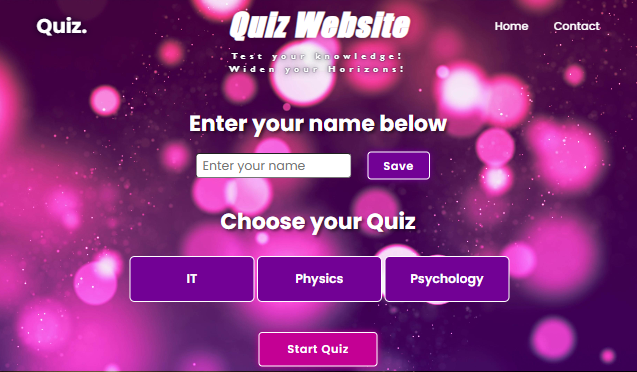 Quiz.
Quiz Website
Home
Contact
Test your knowledge!
Widen your Horizons!
Enter your name below
Enter your name
Save
Choose your Quiz
IT
Physics
Psychology
Start Quiz